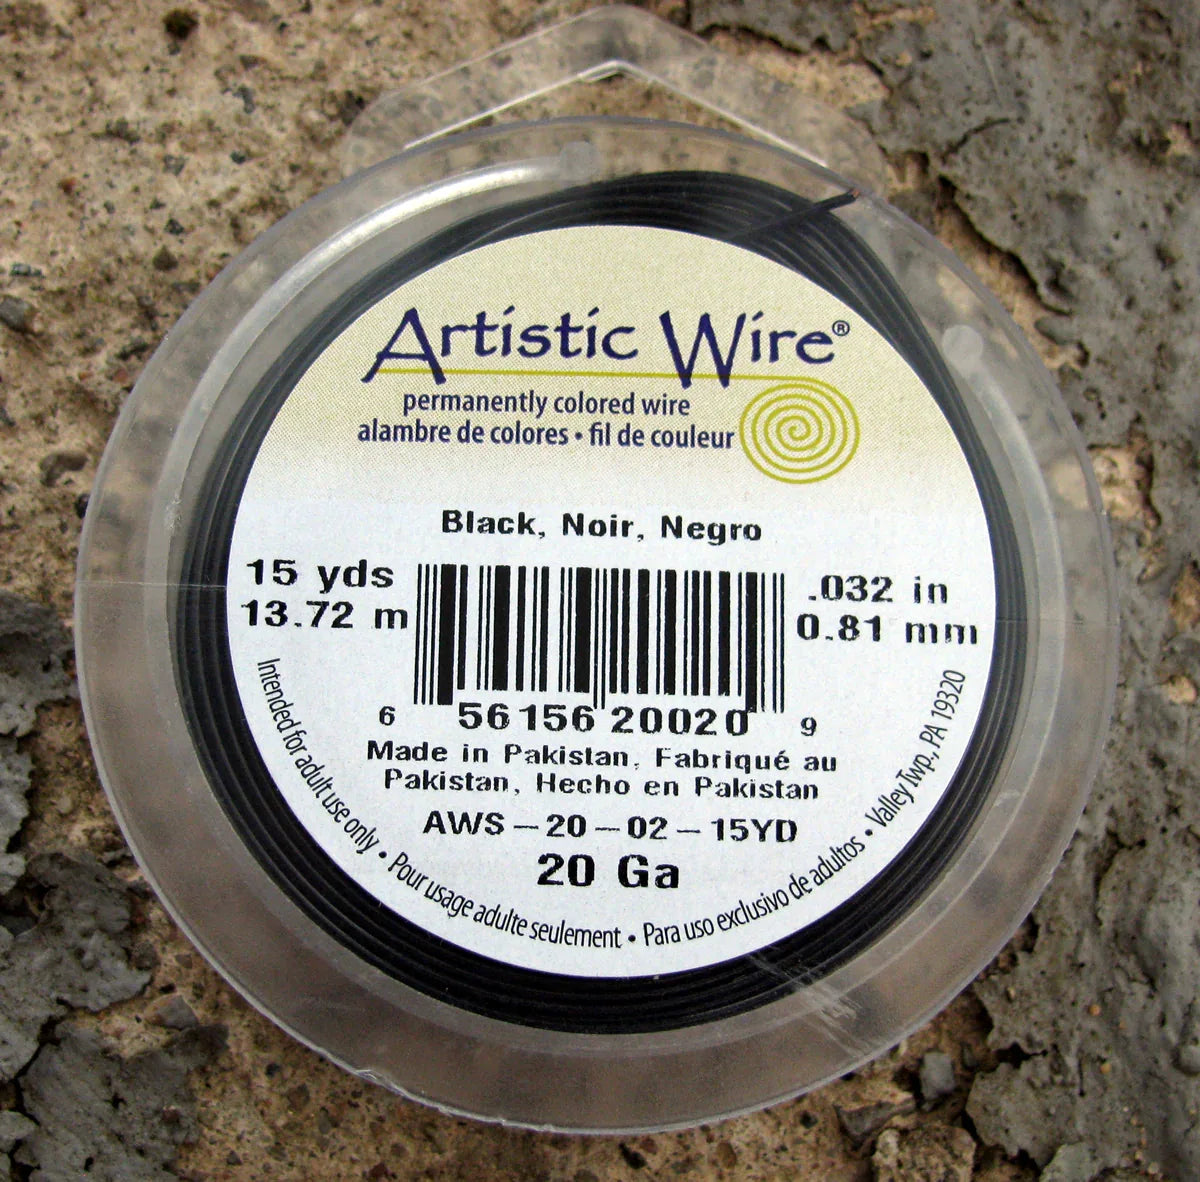 Artistic Wire®
permanently colored wire
alambre de colores • fil de couleur
Black, Noir, Negro
15 yds
13.72 m
.032 in
0.81 mm
6 56156 20020 9
Made in Pakistan, Fabriqué au
Pakistan, Hecho en Pakistan
AWS-20-02-15YD
20 Ga
Intended for adult use only • Pour usage adulte seulement • Para uso exclusivo de adultos • Valley Twp., PA 19320